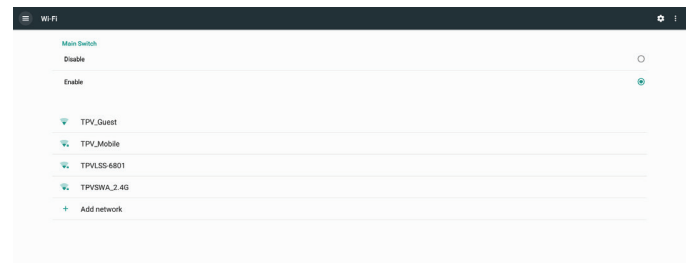 Wi-Fi
Main Switch
Disable
Enable
TPV_Guest
TPV_Mobile
TPVLSS-6801
TPVSWA_2.4G
Add network